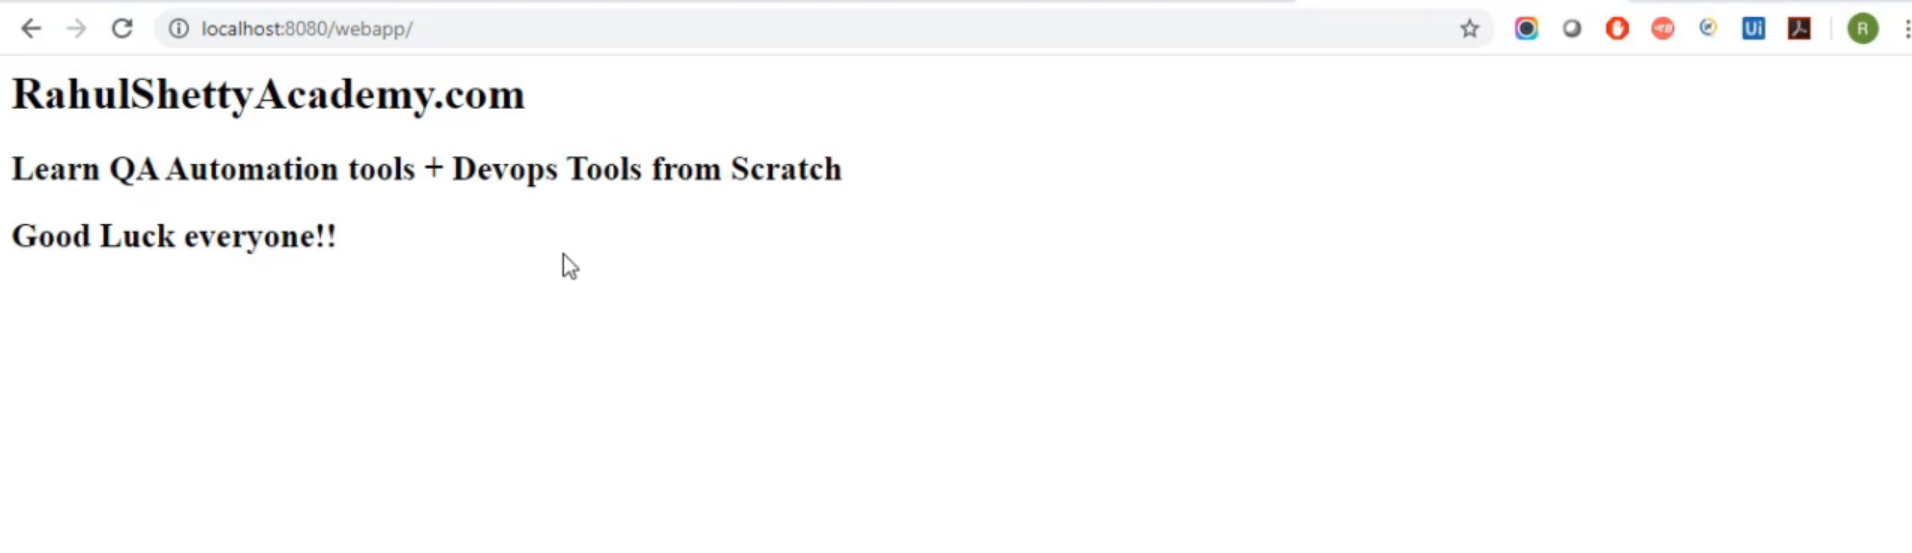 localhost:8080/webapp/
R
RahulShettyAcademy.com
Learn QA Automation tools + Devops Tools from Scratch
Good Luck everyone!!
Ui